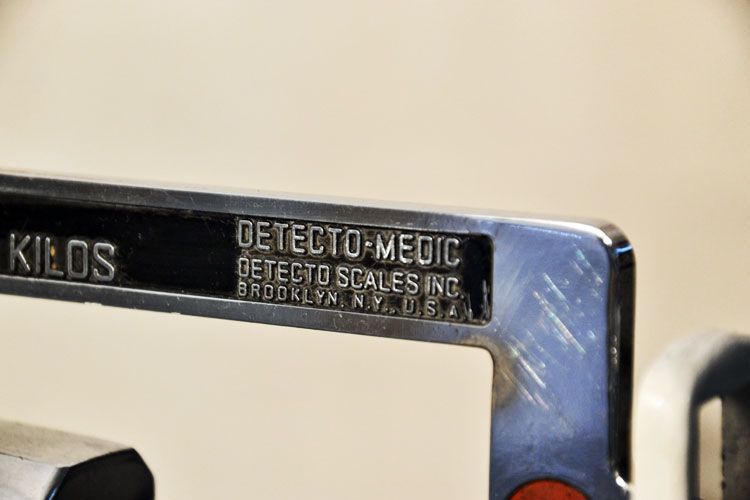 KILOS
DETECTO-MEDIC
DETECTO SCALES INC.
BROOKLYN, N.Y., U.S.A.